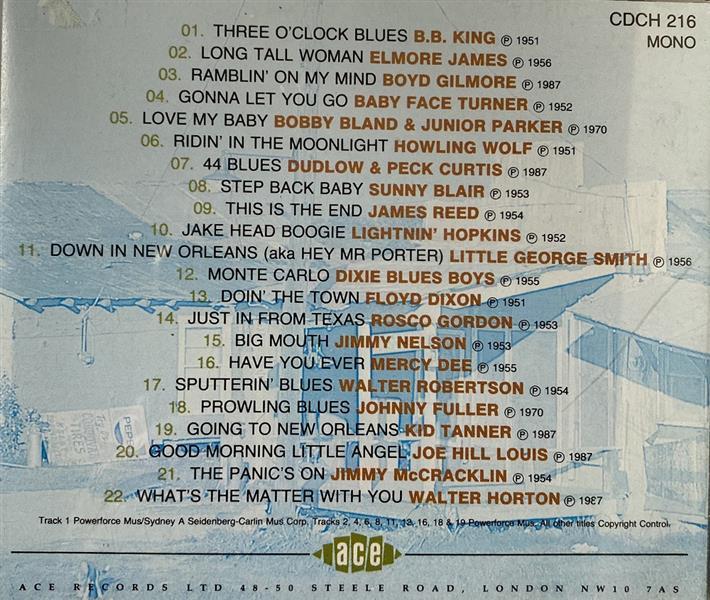 CDCH 216
MONO
01. THREE O'CLOCK BLUES B.B. KING ℗ 1951
02. LONG TALL WOMAN ELMORE JAMES ℗ 1956
03. RAMBLIN' ON MY MIND BOYD GILMORE ℗ 1987
04. GONNA LET YOU GO BABY FACE TURNER ℗ 1952
05. LOVE MY BABY BOBBY BLAND & JUNIOR PARKER ℗ 1970
06. RIDIN' IN THE MOONLIGHT HOWLING WOLF ℗ 1951
07. 44 BLUES DUDLOW & PECK CURTIS ℗ 1987
08. STEP BACK BABY SUNNY BLAIR ℗ 1953
09. THIS IS THE END JAMES REED ℗ 1954
10. JAKE HEAD BOOGIE LIGHTNIN' HOPKINS ℗ 1952
11. DOWN IN NEW ORLEANS (aka HEY MR PORTER) LITTLE GEORGE SMITH ℗ 1956
12. MONTE CARLO DIXIE BLUES BOYS ℗ 1955
13. DOIN' THE TOWN FLOYD DIXON ℗ 1951
14. JUST IN FROM TEXAS ROSCO GORDON ℗ 1953
15. BIG MOUTH JIMMY NELSON ℗ 1953
16. HAVE YOU EVER MERCY DEE ℗ 1955
17. SPUTTERIN' BLUES WALTER ROBERTSON ℗ 1954
18. PROWLING BLUES JOHNNY FULLER ℗ 1970
19. GOING TO NEW ORLEANS KID TANNER ℗ 1987
20. GOOD MORNING LITTLE ANGEL JOE HILL LOUIS ℗ 1987
21. THE PANIC'S ON JIMMY McCRACKLIN ℗ 1954
22. WHAT'S THE MATTER WITH YOU WALTER HORTON ℗ 1987
PEPSI
TIRES
Track 1 Powerforce Mus/Sydney A Seidenberg-Carlin Mus Corp. Tracks 2, 4, 6, 8, 11, 13, 16, 18 & 19 Powerforce Mus. All other titles Copyright Control.
ace
ACE RECORDS LTD 48-50 STEELE ROAD, LONDON NW10 7AS